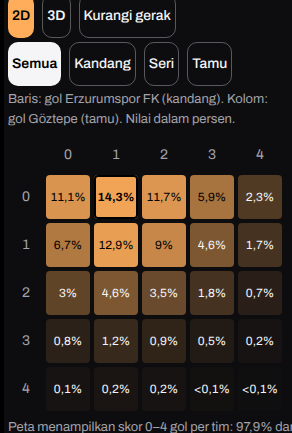 2D 3D Kurangi gerak
Semua Kandang Seri Tamu
Baris: gol Erzurumspor FK (kandang). Kolom:
gol Göztepe (tamu). Nilai dalam persen.
0 1 2 3 4
0 11,1% 14,3% 11,7% 5,9% 2,3%
1 6,7% 12,9% 9% 4,6% 1,7%
2 3% 4,6% 3,5% 1,8% 0,7%
3 0,8% 1,2% 0,9% 0,5% 0,2%
4 0,1% 0,2% 0,2% <0,1% <0,1%
Peta menampilkan skor 0–4 gol per tim: 97,9% dar